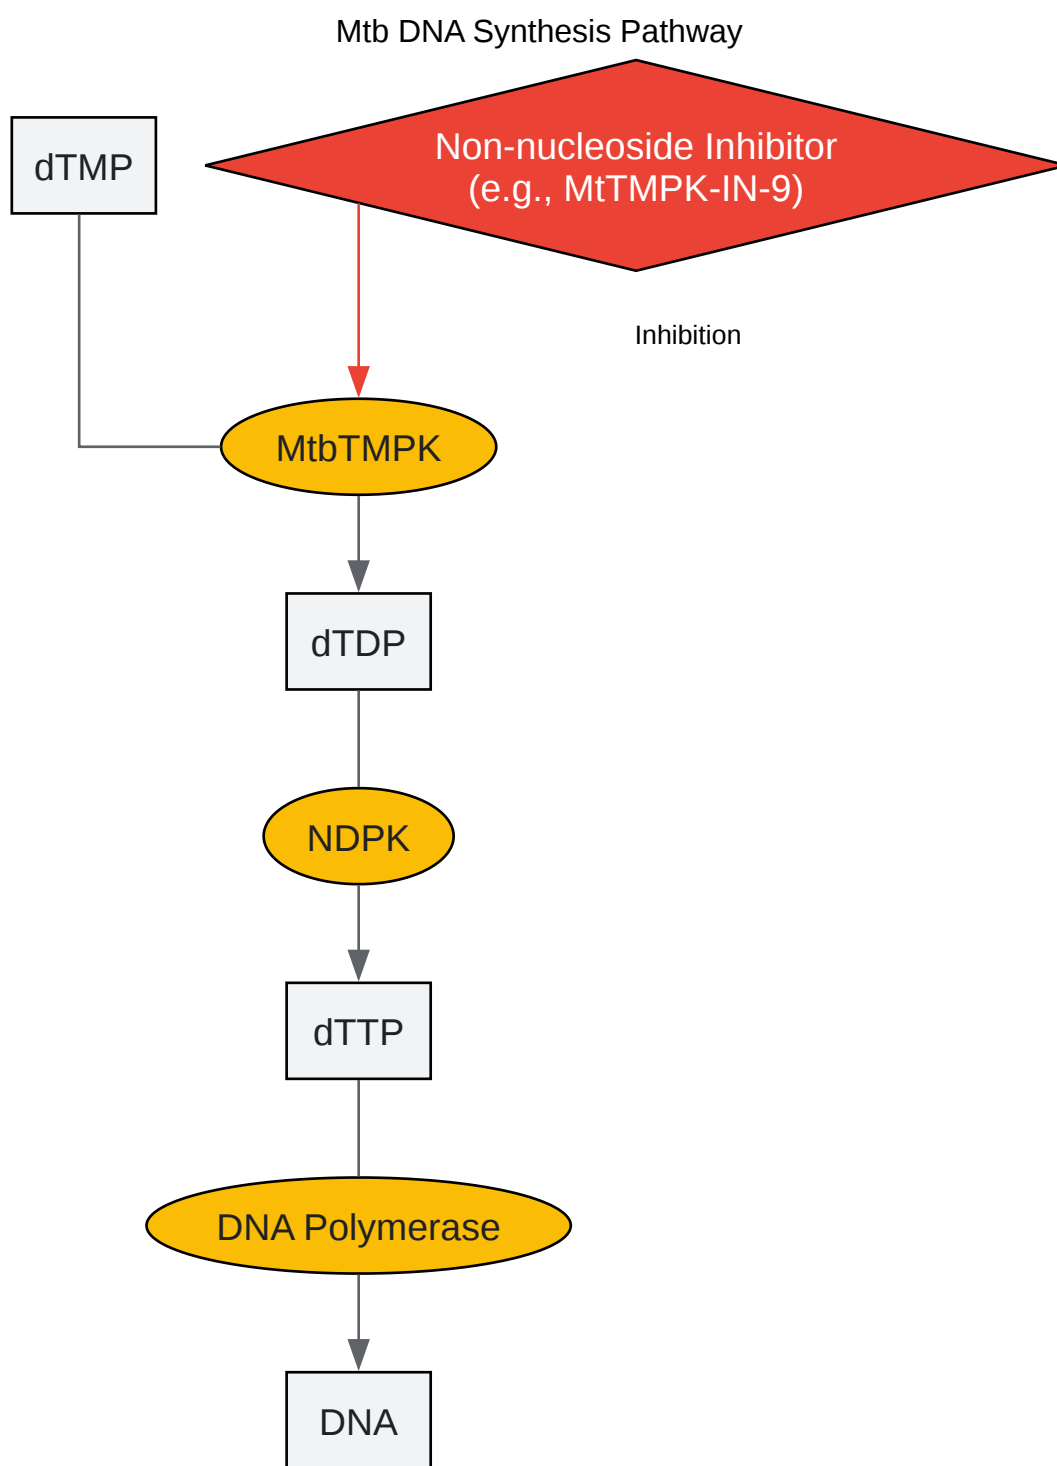 Mtb DNA Synthesis Pathway
dTMP
Non-nucleoside Inhibitor
(e.g., MtTMPK-IN-9)
Inhibition
MtbTMPK
dTDP
NDPK
dTTP
DNA Polymerase
DNA